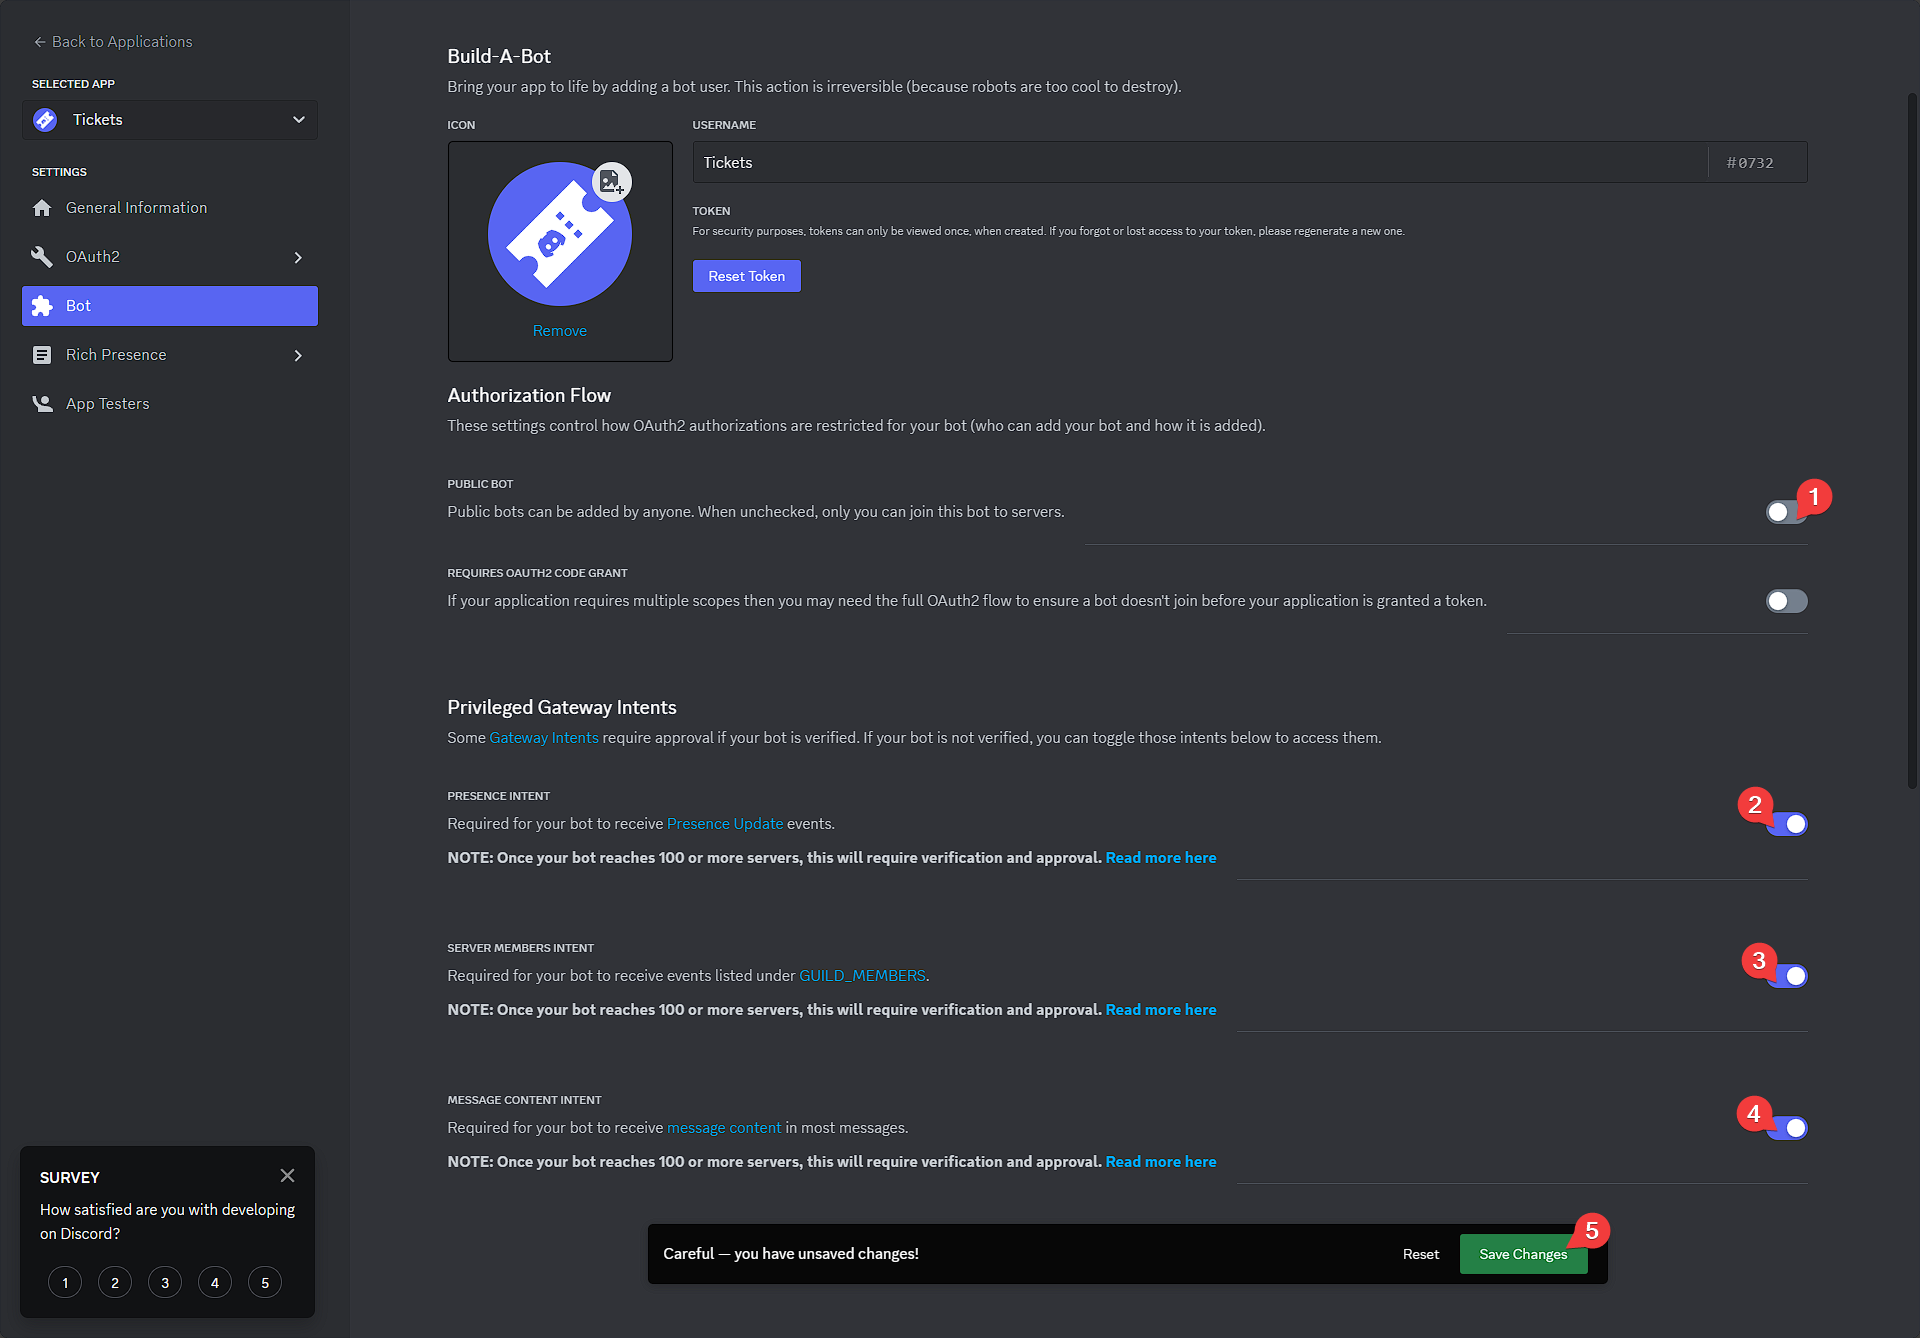 Back to Applications
SELECTED APP
Tickets
SETTINGS
General Information
OAuth2
Bot
Rich Presence
App Testers
Build-A-Bot
Bring your app to life by adding a bot user. This action is irreversible (because robots are too cool to destroy).
ICON
Remove
USERNAME
Tickets #0732
TOKEN
For security purposes, tokens can only be viewed once, when created. If you forgot or lost access to your token, please regenerate a new one.
Reset Token
Authorization Flow
These settings control how OAuth2 authorizations are restricted for your bot (who can add your bot and how it is added).
PUBLIC BOT
Public bots can be added by anyone. When unchecked, only you can join this bot to servers.
1
REQUIRES OAUTH2 CODE GRANT
If your application requires multiple scopes then you may need the full OAuth2 flow to ensure a bot doesn't join before your application is granted a token.
Privileged Gateway Intents
Some Gateway Intents require approval if your bot is verified. If your bot is not verified, you can toggle those intents below to access them.
PRESENCE INTENT
Required for your bot to receive Presence Update events.
NOTE: Once your bot reaches 100 or more servers, this will require verification and approval. Read more here
2
SERVER MEMBERS INTENT
Required for your bot to receive events listed under GUILD_MEMBERS.
NOTE: Once your bot reaches 100 or more servers, this will require verification and approval. Read more here
3
MESSAGE CONTENT INTENT
Required for your bot to receive message content in most messages.
NOTE: Once your bot reaches 100 or more servers, this will require verification and approval. Read more here
4
Careful — you have unsaved changes! Reset Save Changes
5
SURVEY
How satisfied are you with developing
on Discord?
1 2 3 4 5